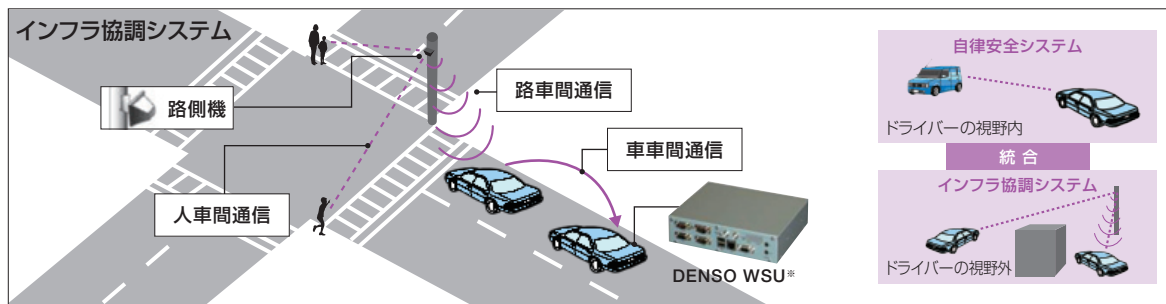 インフラ協調システム
路側機
路車間通信
車車間通信
人車間通信
DENSO WSU※
自律安全システム
ドライバーの視野内
統合
インフラ協調システム
ドライバーの視野外